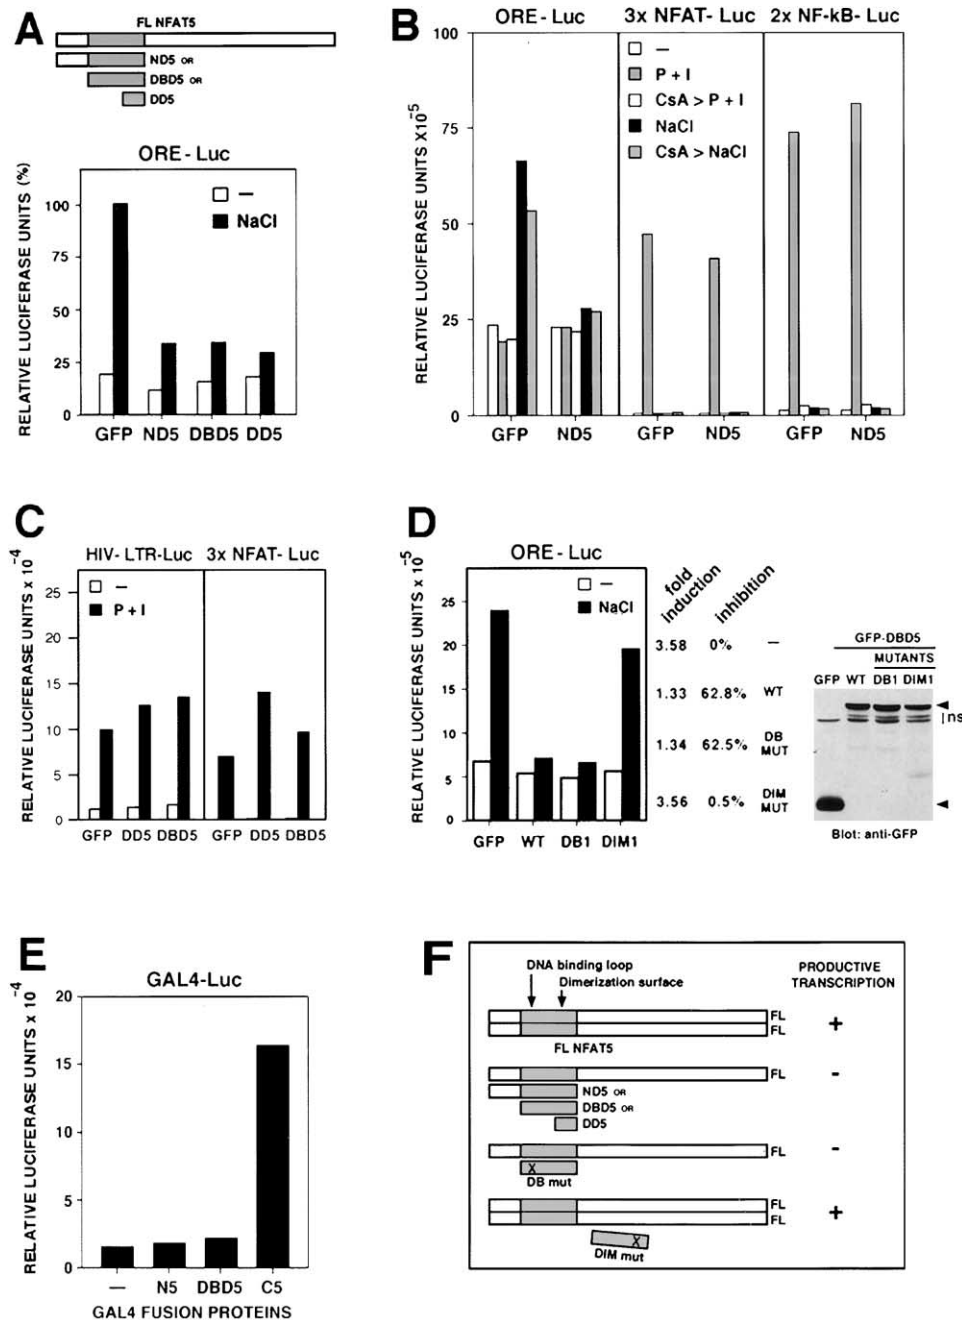 A
FL NFAT5
ND5 OR
DBD5 OR
DD5
ORE - Luc
RELATIVE LUCIFERASE UNITS (%)
100
75
50
25
0
—
NaCl
GFP ND5 DBD5 DD5
B
ORE - Luc 3x NFAT- Luc 2x NF-kB- Luc
RELATIVE LUCIFERASE UNITS X10-5
100
75
50
25
0
—
P + I
CsA > P + I
NaCl
CsA > NaCl
GFP ND5 GFP ND5 GFP ND5
C
HIV- LTR-Luc 3x NFAT- Luc
RELATIVE LUCIFERASE UNITS x 10-4
25
20
15
10
5
0
—
P + I
GFP DD5 DBD5 GFP DD5 DBD5
D
ORE - Luc
RELATIVE LUCIFERASE UNITS x 10-5
25
20
15
10
5
0
—
NaCl
GFP WT DB1 DIM1
fold induction inhibition
3.58 0% —
1.33 62.8% WT
1.34 62.5% DB MUT
3.56 0.5% DIM MUT
GFP-DBD5
MUTANTS
GFP WT DB1 DIM1
ns
Blot: anti-GFP
E
GAL4-Luc
RELATIVE LUCIFERASE UNITS x 10-4
20
15
10
5
0
— N5 DBD5 C5
GAL4 FUSION PROTEINS
F
DNA binding loop
Dimerization surface
PRODUCTIVE
TRANSCRIPTION
FL
FL
+
FL NFAT5
FL
-
ND5 OR
DBD5 OR
DD5
FL
-
X
DB mut
FL
FL
+
X
DIM mut